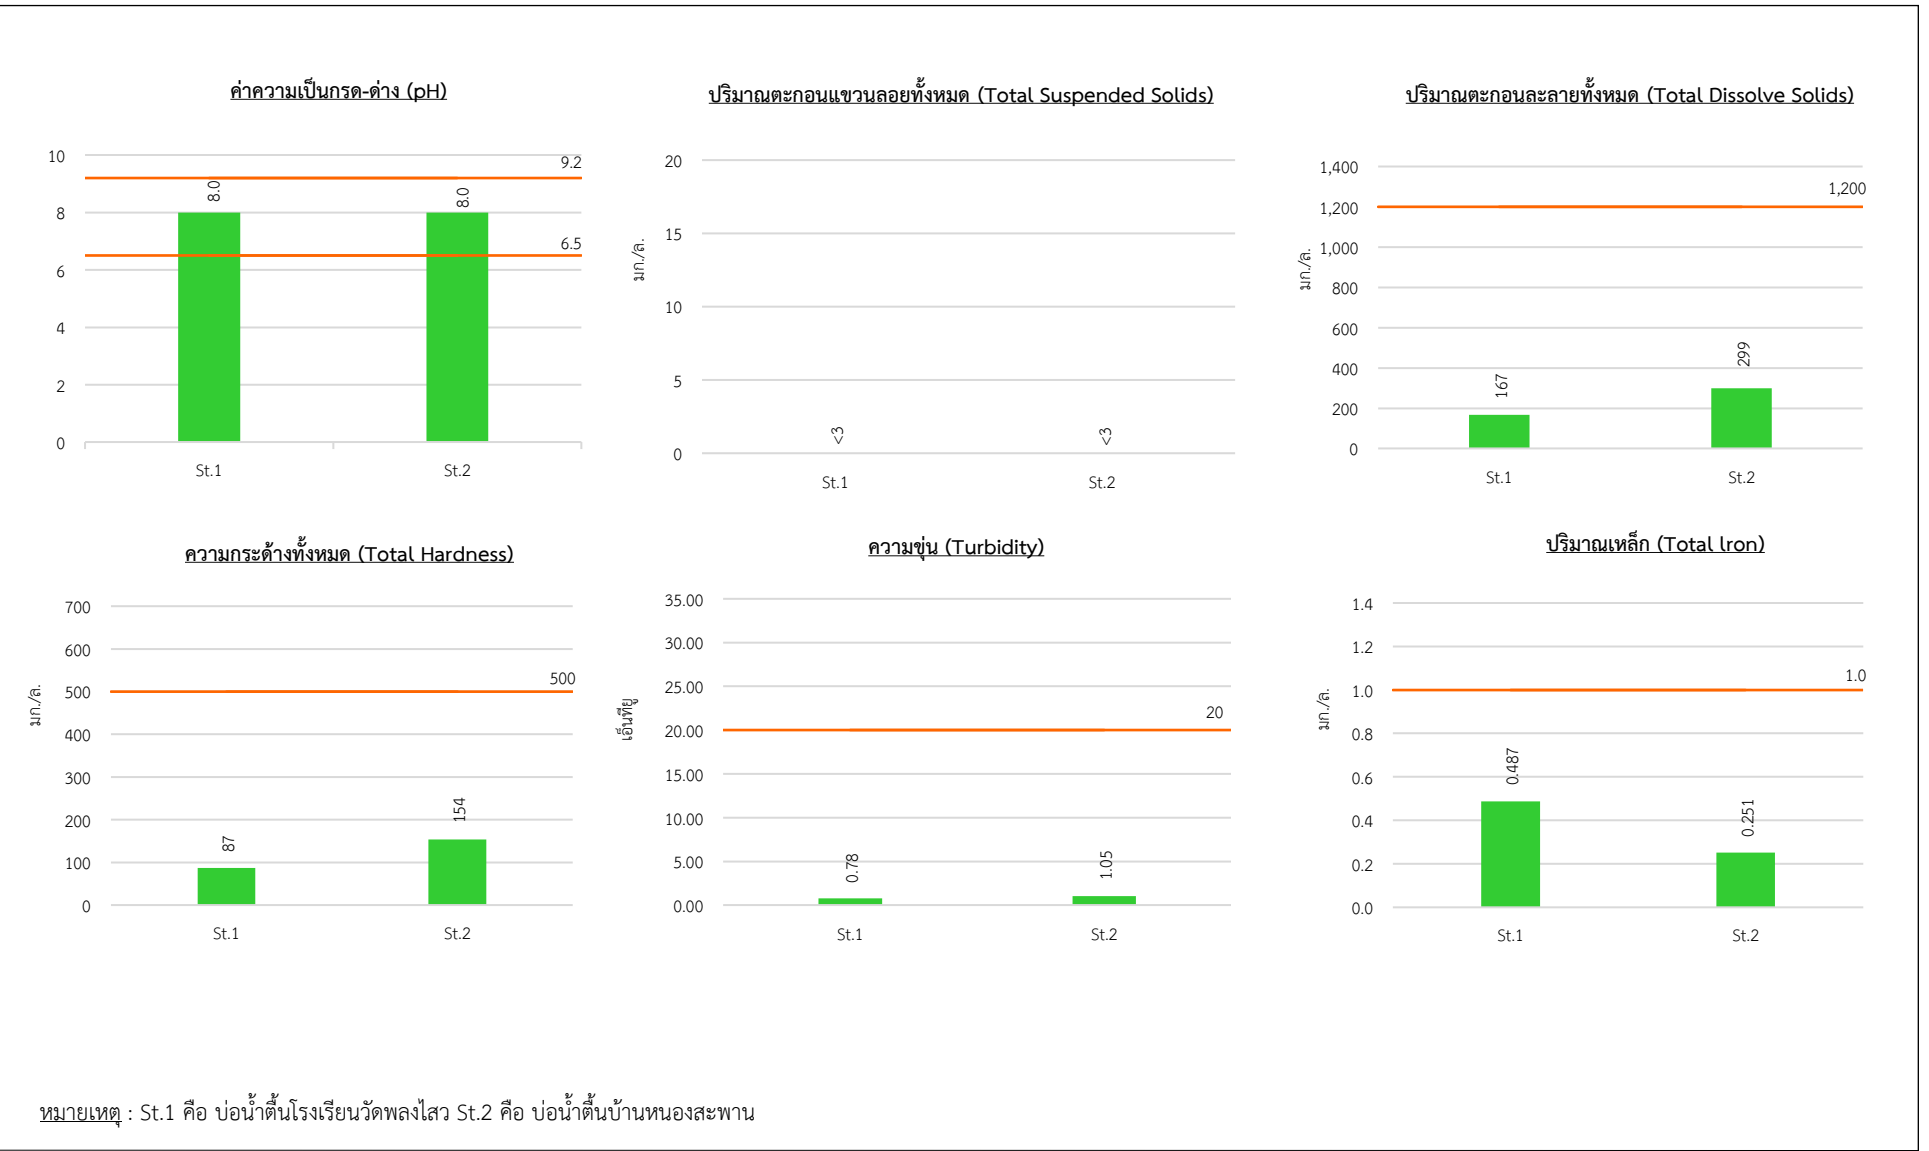 ค่าความเป็นกรด-ด่าง (pH)
10
8
6
4
2
0
9.2
6.5
8.0
8.0
St.1
St.2
ปริมาณตะกอนแขวนลอยทั้งหมด (Total Suspended Solids)
มก./ล.
20
15
10
5
0
<3
<3
St.1
St.2
ปริมาณตะกอนละลายทั้งหมด (Total Dissolve Solids)
มก./ล.
1,400
1,200
1,000
800
600
400
200
0
1,200
167
299
St.1
St.2
ความกระด้างทั้งหมด (Total Hardness)
มก./ล.
700
600
500
400
300
200
100
0
500
87
154
St.1
St.2
ความขุ่น (Turbidity)
เอ็นทียู
35.00
30.00
25.00
20.00
15.00
10.00
5.00
0.00
20
0.78
1.05
St.1
St.2
ปริมาณเหล็ก (Total lron)
มก./ล.
1.4
1.2
1.0
0.8
0.6
0.4
0.2
0.0
1.0
0.487
0.251
St.1
St.2
หมายเหตุ : St.1 คือ บ่อน้ำตื้นโรงเรียนวัดพลงไสว St.2 คือ บ่อน้ำตื้นบ้านหนองสะพาน